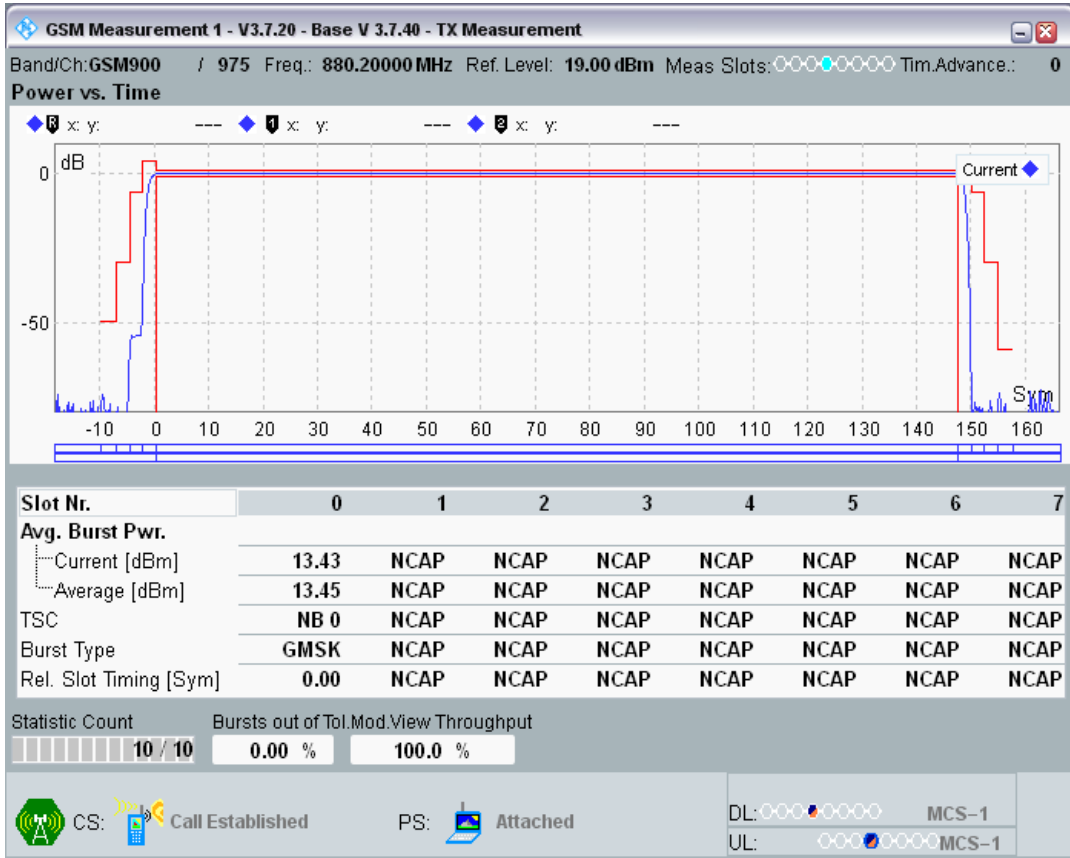 GSM Measurement 1 - V3.7.20 - Base V 3.7.40 - TX Measurement
Band/Ch:GSM900 / 975 Freq.: 880.20000 MHz Ref. Level: 19.00 dBm Meas Slots: Tim.Advance.: 0
Power vs. Time
R x: y: --- 1 x: y: --- 2 x: y: ---
dB
Current
0
-50
Sym
-10 0 10 20 30 40 50 60 70 80 90 100 110 120 130 140 150 160
Slot Nr. 0 1 2 3 4 5 6 7
Avg. Burst Pwr.
Current [dBm] 13.43 NCAP NCAP NCAP NCAP NCAP NCAP NCAP
Average [dBm] 13.45 NCAP NCAP NCAP NCAP NCAP NCAP NCAP
TSC NB 0 NCAP NCAP NCAP NCAP NCAP NCAP NCAP
Burst Type GMSK NCAP NCAP NCAP NCAP NCAP NCAP NCAP
Rel. Slot Timing [Sym] 0.00 NCAP NCAP NCAP NCAP NCAP NCAP NCAP
Statistic Count Bursts out of Tol.Mod.View Throughput
10 / 10 0.00 % 100.0 %
CS: Call Established PS: Attached
DL: MCS-1
UL: MCS-1